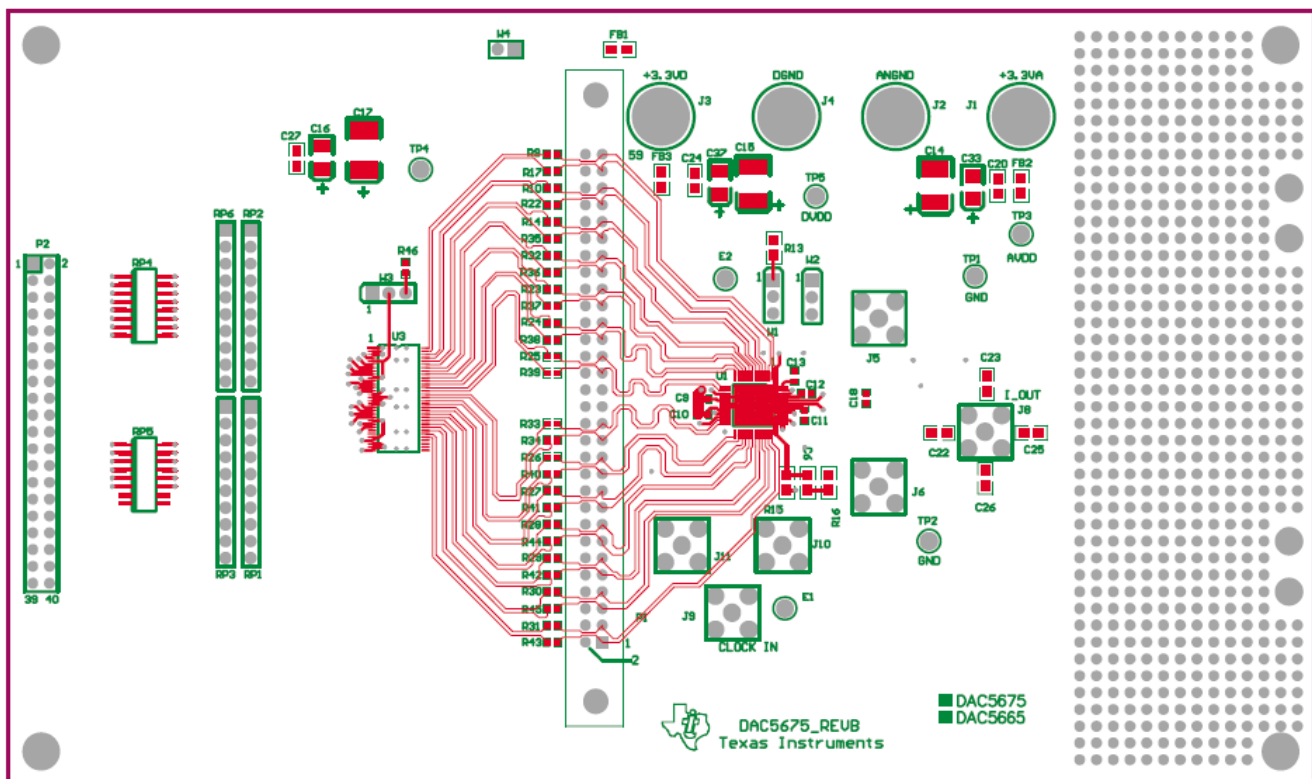 W4 FB1
+3.3VD DGND ANGND +3.3VA
J3 J4 J2 J1
C27 C16 C17
TP4
59
FB3 C24 C37 C15
TP5
DVDD
C14 C33 C20 FB2
TP3
AVDD
R9
R17
R10
R22
R14
R35
R32
R36
R23
R37
R24
R38
R25
R39
R33
R34
R26
R40
R27
R41
R28
R44
R42
R30
R45
R31
R43
P2
1 2
39 40
RP4
RP5
RP6 RP2
RP3 RP1
R46
W3
1
1 U3
E2
R13
W2
1 1
W1
TP1
GND
J5
U1
C13
C12
C9
C10
C11
C18
C23
I_OUT
J8
C22 C25
C26
R15
R16
J6
TP2
GND
J11 J10
J9
E1
CLOCK IN
P1
1
2
DAC5675
DAC5665
DAC5675_REVB
Texas Instruments